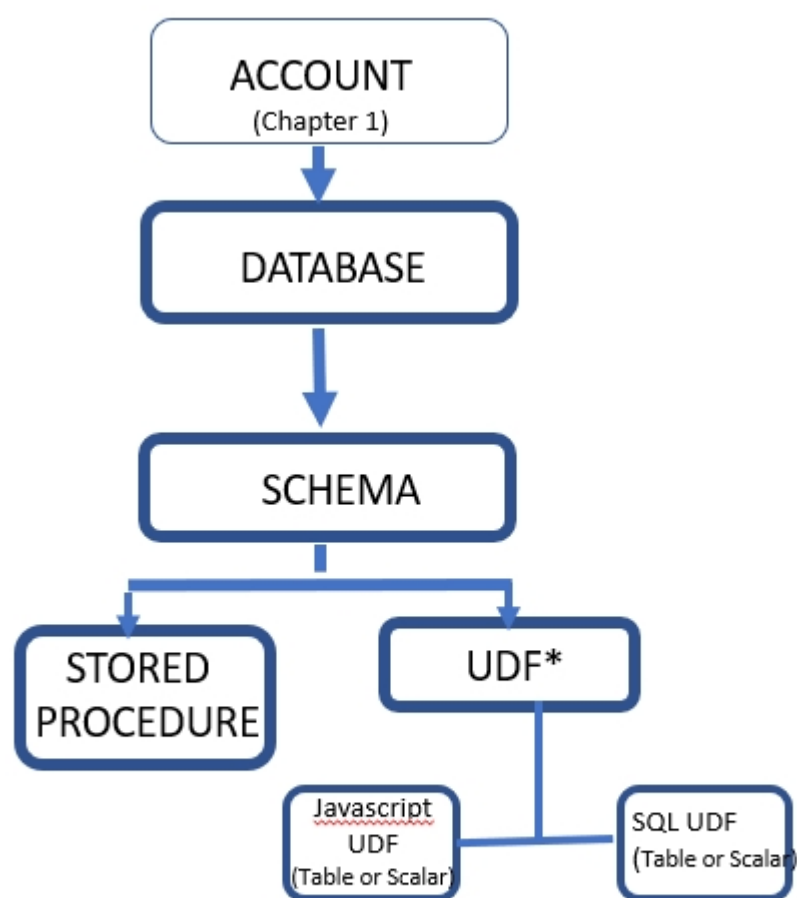 ACCOUNT
(Chapter 1)
DATABASE
SCHEMA
STORED
PROCEDURE
UDF*
Javascript
UDF
(Table or Scalar)
SQL UDF
(Table or Scalar)